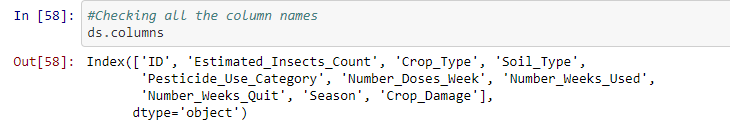 In [58]: #Checking all the column names
ds.columns
Out[58]: Index(['ID', 'Estimated_Insects_Count', 'Crop_Type', 'Soil_Type',
'Pesticide_Use_Category', 'Number_Doses_Week', 'Number_Weeks_Used',
'Number_Weeks_Quit', 'Season', 'Crop_Damage'],
dtype='object')